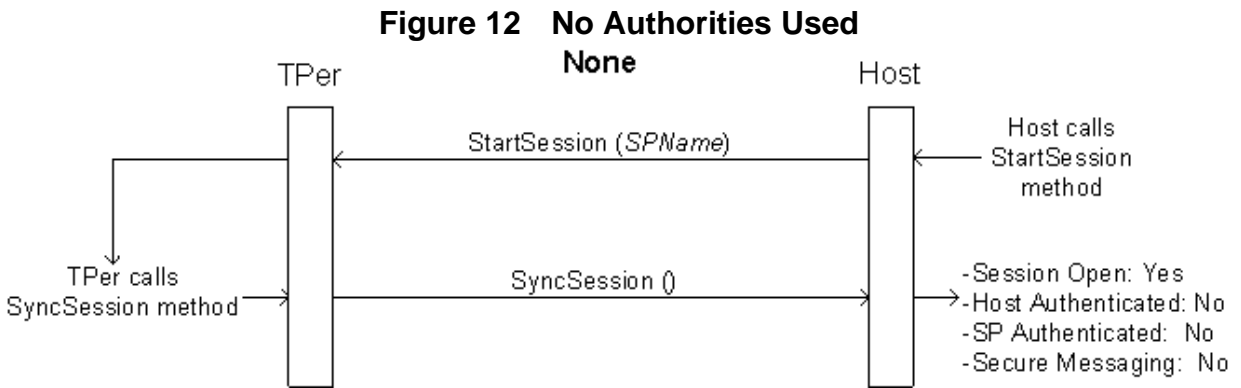 Figure 12 No Authorities Used
None
TPer
Host
StartSession (SPName)
Host calls
StartSession
method
TPer calls
SyncSession method
SyncSession ()
-Session Open: Yes
-Host Authenticated: No
-SP Authenticated: No
-Secure Messaging: No